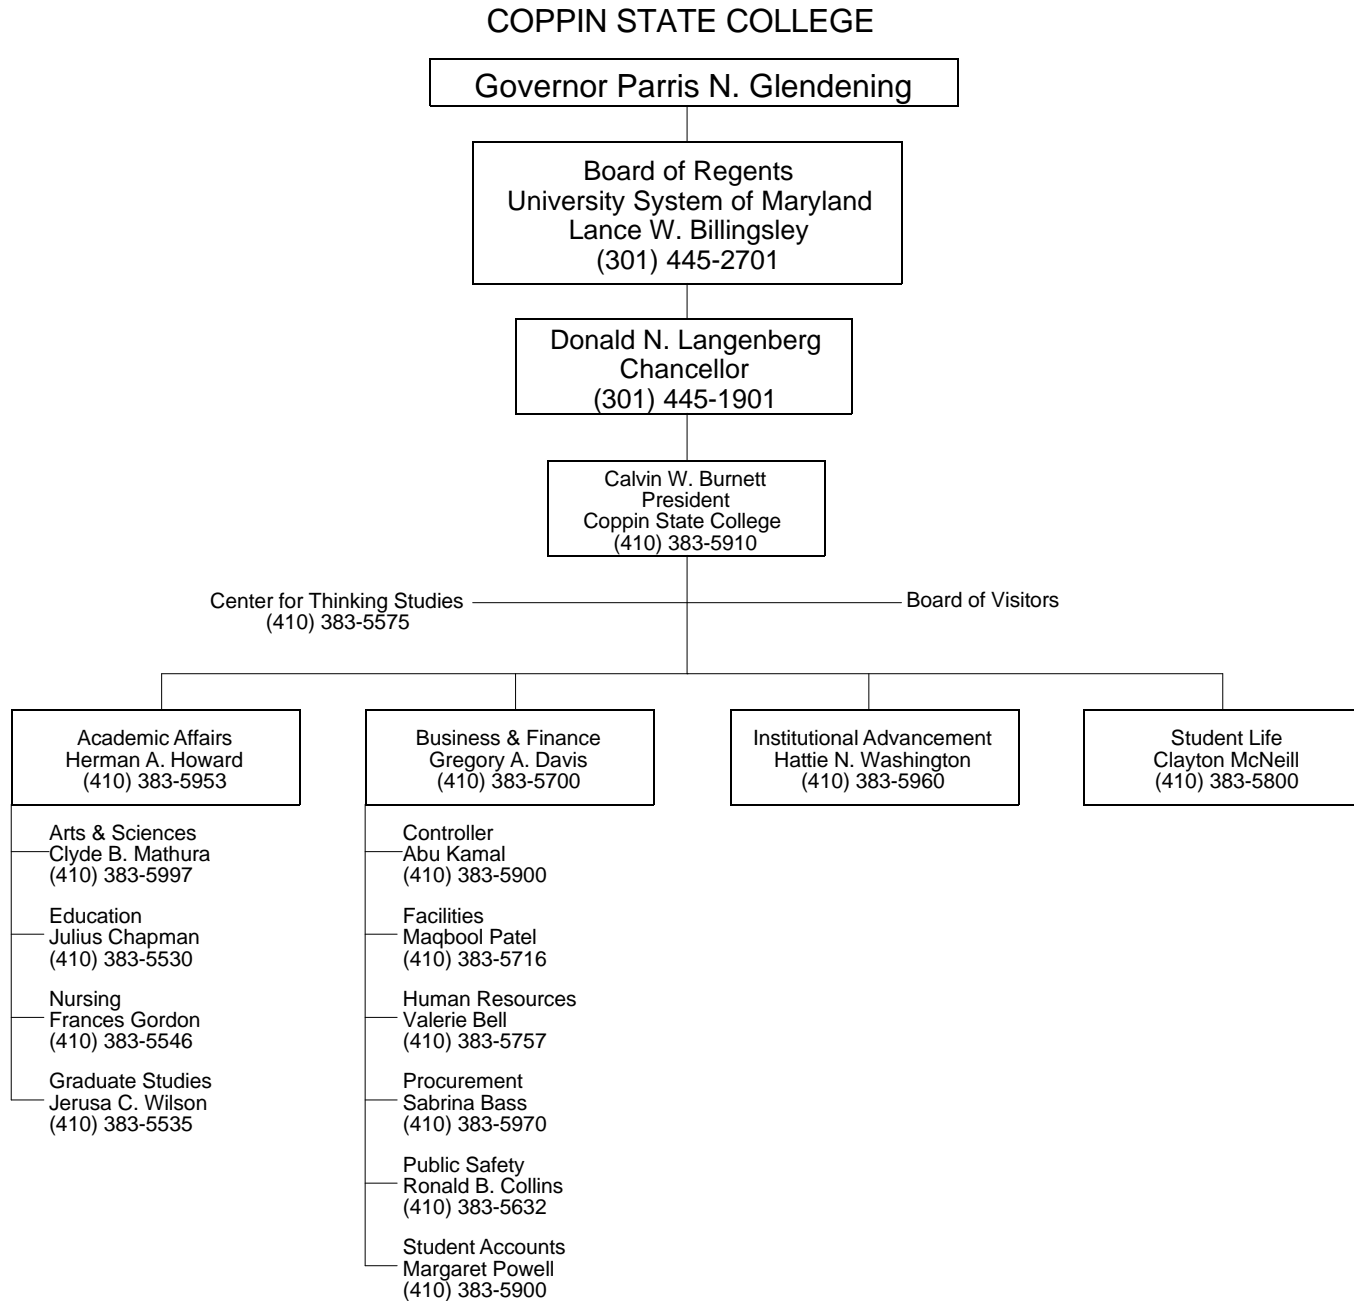 COPPIN STATE COLLEGE
Governor Parris N. Glendening
Board of Regents
University System of Maryland
Lance W. Billingsley
(301) 445-2701
Donald N. Langenberg
Chancellor
(301) 445-1901
Calvin W. Burnett
President
Coppin State College
(410) 383-5910
Center for Thinking Studies
(410) 383-5575
Board of Visitors
Academic Affairs
Herman A. Howard
(410) 383-5953
Arts & Sciences
Clyde B. Mathura
(410) 383-5997
Education
Julius Chapman
(410) 383-5530
Nursing
Frances Gordon
(410) 383-5546
Graduate Studies
Jerusa C. Wilson
(410) 383-5535
Business & Finance
Gregory A. Davis
(410) 383-5700
Controller
Abu Kamal
(410) 383-5900
Facilities
Maqbool Patel
(410) 383-5716
Human Resources
Valerie Bell
(410) 383-5757
Procurement
Sabrina Bass
(410) 383-5970
Public Safety
Ronald B. Collins
(410) 383-5632
Student Accounts
Margaret Powell
(410) 383-5900
Institutional Advancement
Hattie N. Washington
(410) 383-5960
Student Life
Clayton McNeill
(410) 383-5800